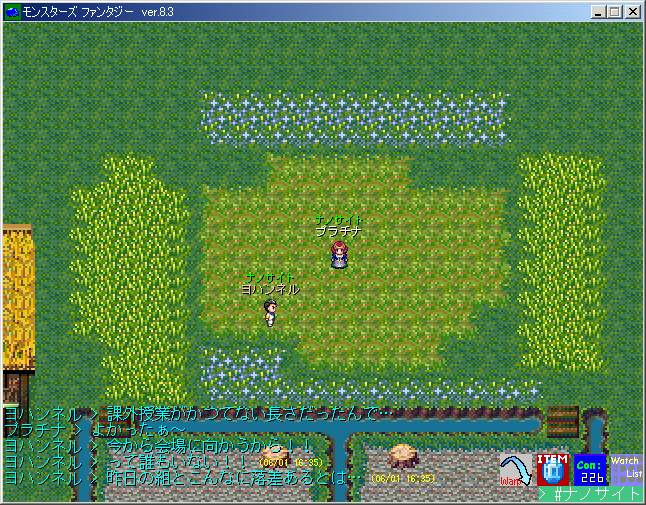 モンスターズ ファンタジー ver.8.3
ナノサイト
プラチナ
ナノサイト
ヨハンネル
ヨハンネル > 課外授業がかつてない長さだったんで…
プラチナ > よかったぁ～
ヨハンネル > 今から会場に向かうから！！
ヨハンネル > って誰もいない！！ (06/01 16:35)
ヨハンネル > 昨日の組とこんなに落差あるとは… (06/01 16:35)
Warp
ITEM
Con:
226
Watch
List
> #ナノサイト